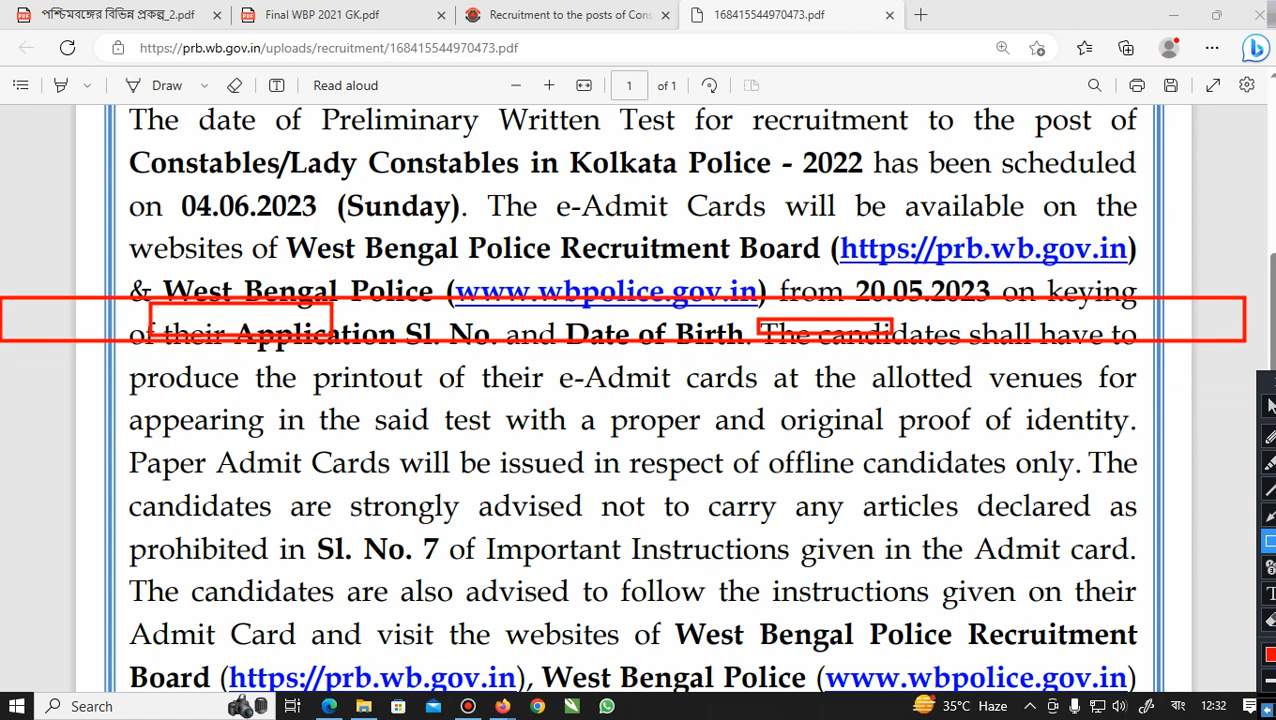 পশ্চিমবঙ্গের বিভিন্ন প্রকল্প_2.pdf
Final WBP 2021 GK.pdf
Recruitment to the posts of Cons
168415544970473.pdf
https://prb.wb.gov.in/uploads/recruitment/168415544970473.pdf
Draw
Read aloud
1
of 1
The date of Preliminary Written Test for recruitment to the post of
Constables/Lady Constables in Kolkata Police - 2022 has been scheduled
on 04.06.2023 (Sunday). The e-Admit Cards will be available on the
websites of West Bengal Police Recruitment Board (https://prb.wb.gov.in)
& West Bengal Police (www.wbpolice.gov.in) from 20.05.2023 on keying
of their Application Sl. No. and Date of Birth. The candidates shall have to
produce the printout of their e-Admit cards at the allotted venues for
appearing in the said test with a proper and original proof of identity.
Paper Admit Cards will be issued in respect of offline candidates only. The
candidates are strongly advised not to carry any articles declared as
prohibited in Sl. No. 7 of Important Instructions given in the Admit card.
The candidates are also advised to follow the instructions given on their
Admit Card and visit the websites of West Bengal Police Recruitment
Board (https://prb.wb.gov.in), West Bengal Police (www.wbpolice.gov.in)
Search
35°C Haze
বাং
12:32